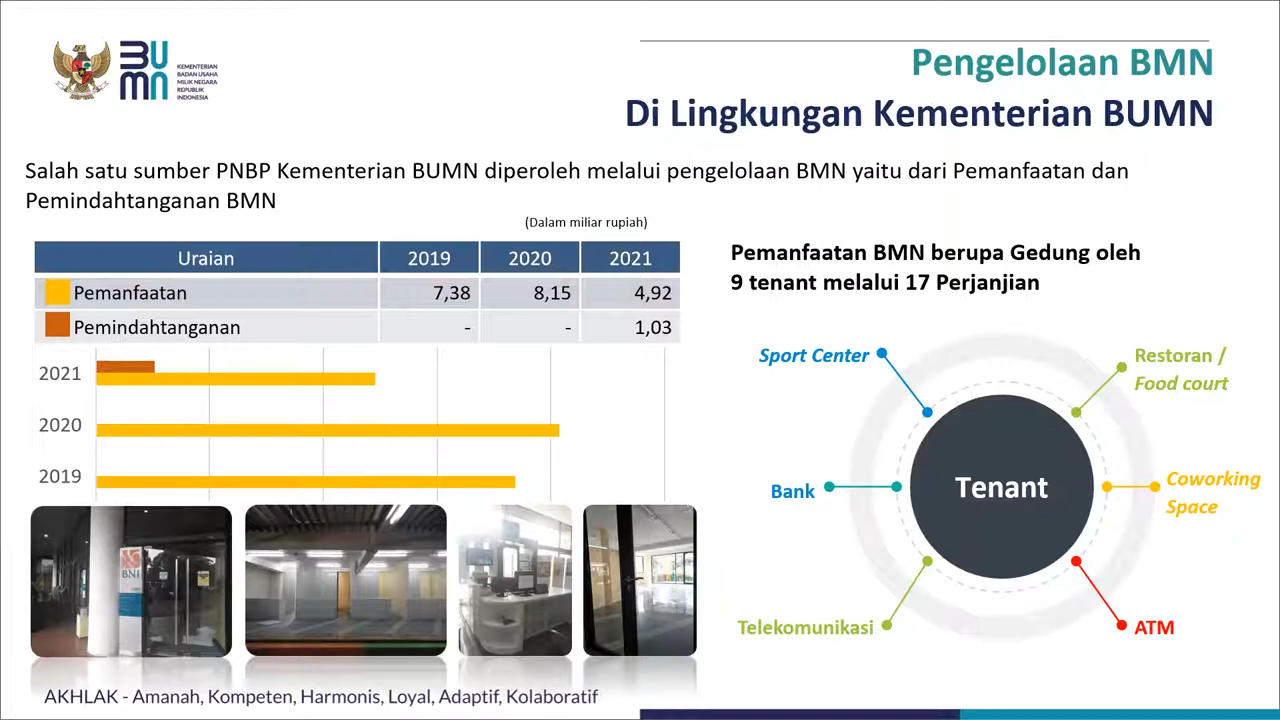 BUMN
KEMENTERIAN
BADAN USAHA
MILIK NEGARA
REPUBLIK
INDONESIA
Pengelolaan BMN
Di Lingkungan Kementerian BUMN
Salah satu sumber PNBP Kementerian BUMN diperoleh melalui pengelolaan BMN yaitu dari Pemanfaatan dan
Pemindahtanganan BMN
(Dalam miliar rupiah)
Uraian 2019 2020 2021
Pemanfaatan 7,38 8,15 4,92
Pemindahtanganan - - 1,03
2021
2020
2019
BNI
Pemanfaatan BMN berupa Gedung oleh
9 tenant melalui 17 Perjanjian
Sport Center
Restoran /
Food court
Bank
Tenant
Coworking
Space
Telekomunikasi
ATM
AKHLAK - Amanah, Kompeten, Harmonis, Loyal, Adaptif, Kolaboratif